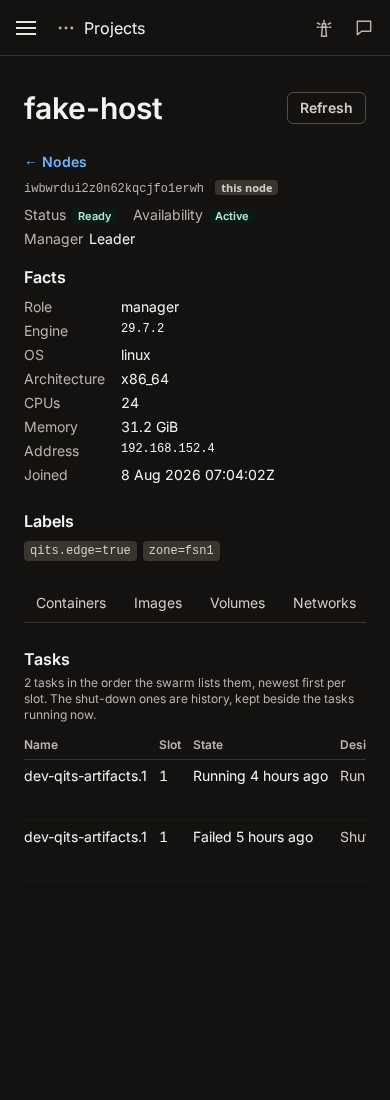 Projects
fake-host
Refresh
← Nodes
iwbwrdui2z0n62kqcjfo1erwh this node
Status Ready Availability Active
Manager Leader
Facts
Role manager
Engine 29.7.2
OS linux
Architecture x86_64
CPUs 24
Memory 31.2 GiB
Address 192.168.152.4
Joined 8 Aug 2026 07:04:02Z
Labels
qits.edge=true zone=fsn1
Containers Images Volumes Networks
Tasks
2 tasks in the order the swarm lists them, newest first per
slot. The shut-down ones are history, kept beside the tasks
running now.
Name Slot State Desi
dev-qits-artifacts.1 1 Running 4 hours ago Run
dev-qits-artifacts.1 1 Failed 5 hours ago Shu